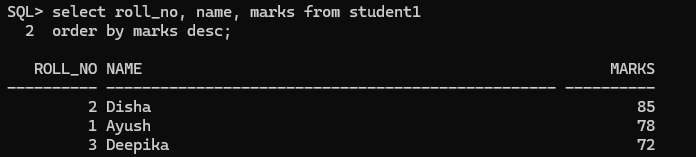 SQL> select roll_no, name, marks from student1
  2  order by marks desc;

   ROLL_NO NAME                                                    MARKS
---------- -------------------------------------------------- ----------
         2 Disha                                                      85
         1 Ayush                                                      78
         3 Deepika                                                    72